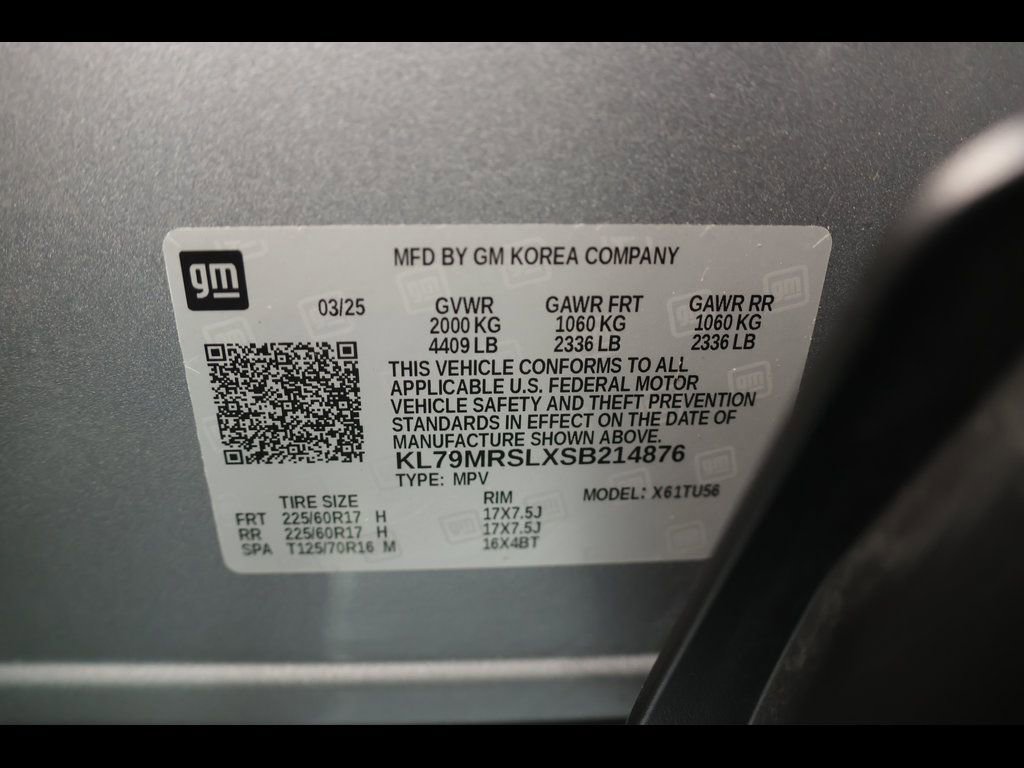 gm
MFD BY GM KOREA COMPANY
03/25 GVWR GAWR FRT GAWR RR
2000 KG 1060 KG 1060 KG
4409 LB 2336 LB 2336 LB
THIS VEHICLE CONFORMS TO ALL
APPLICABLE U.S. FEDERAL MOTOR
VEHICLE SAFETY AND THEFT PREVENTION
STANDARDS IN EFFECT ON THE DATE OF
MANUFACTURE SHOWN ABOVE.
KL79MRSLXSB214876
TYPE: MPV
TIRE SIZE RIM MODEL: X61TU56
FRT 225/60R17 H 17X7.5J
RR 225/60R17 H 17X7.5J
SPA T125/70R16 M 16X4BT